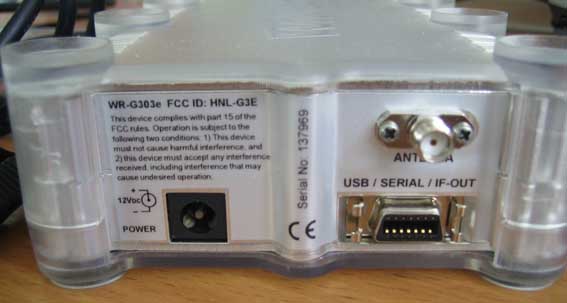 WR-G303e FCC ID: HNL-G3E
This device complies with part 15 of the
FCC rules. Operation is subject to the
following two conditions: 1) This device
must not cause harmful interference, and
2) this device must accept any interference
received, including interference that may
cause undesired operation.
12VDC
POWER
Serial No 137969
CE
ANTENNA
USB / SERIAL / IF-OUT